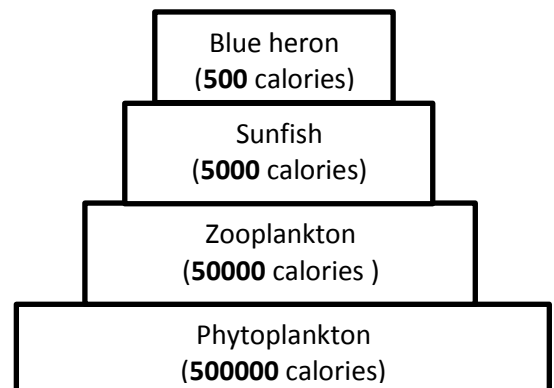 Blue heron
(500 calories)
Sunfish
(5000 calories)
Zooplankton
(50000 calories )
Phytoplankton
(500000 calories)